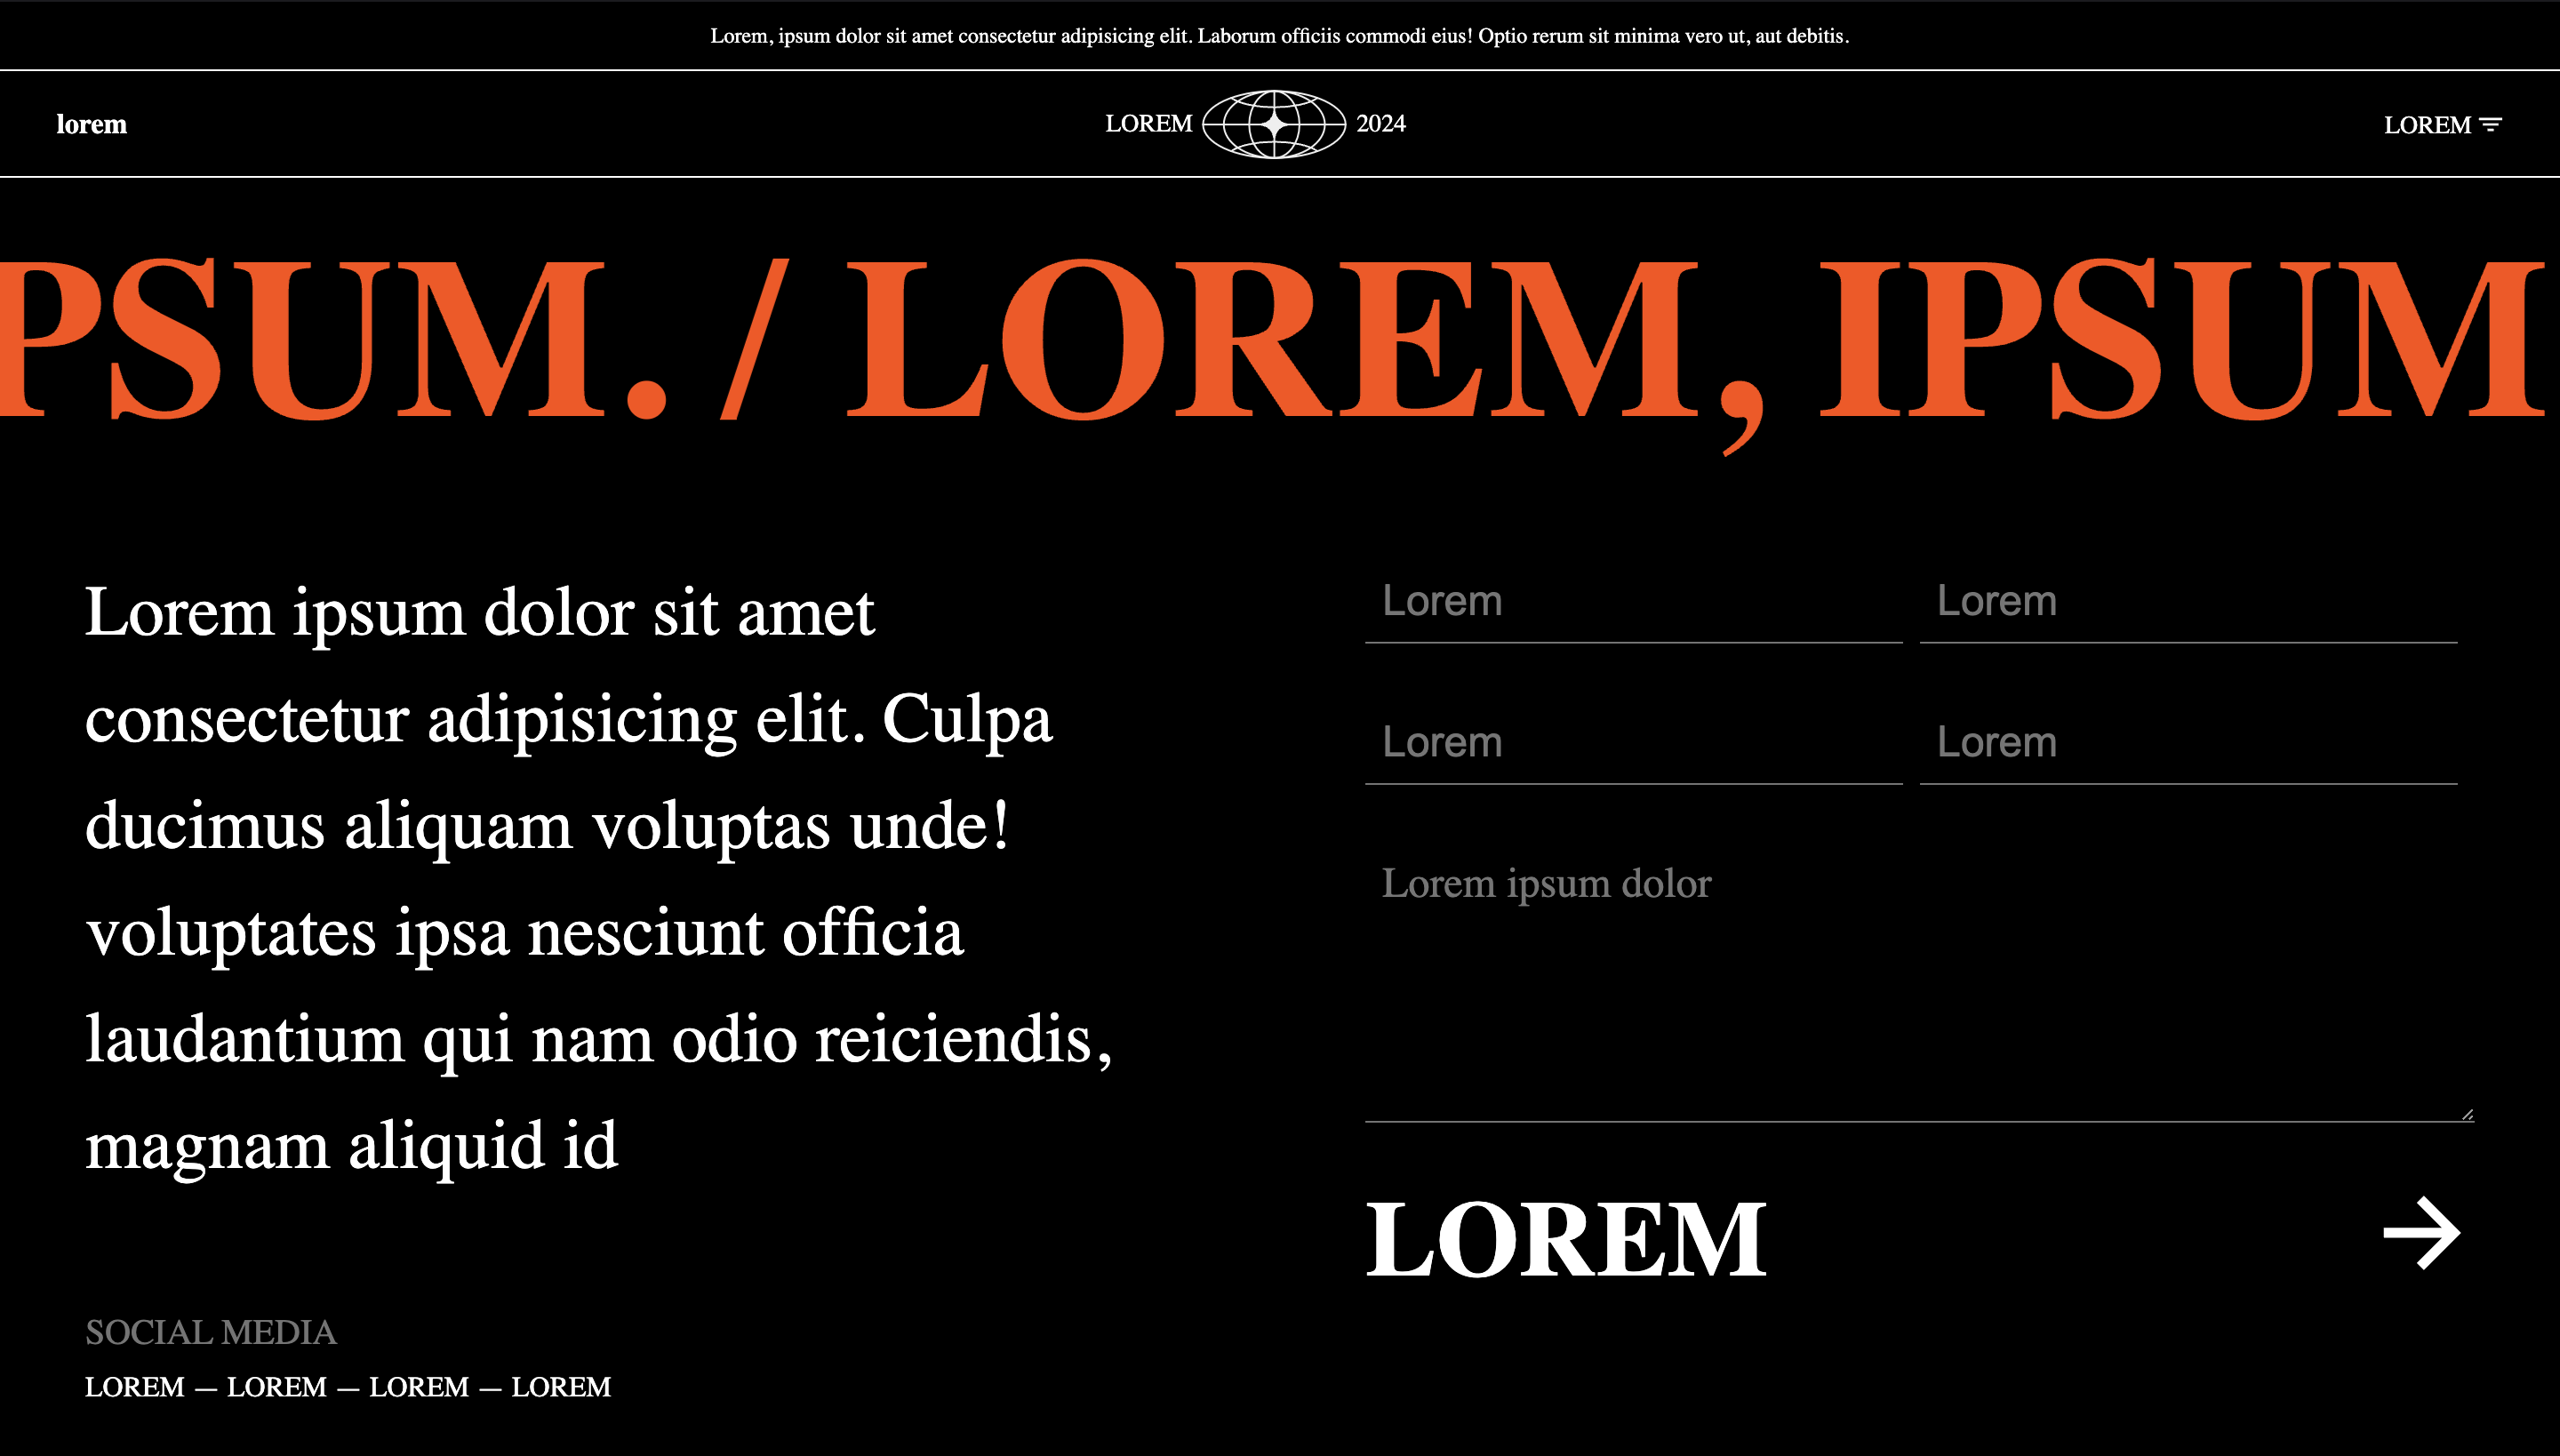 Lorem, ipsum dolor sit amet consectetur adipisicing elit. Laborum officiis commodi eius! Optio rerum sit minima vero ut, aut debitis.
lorem
LOREM 2024
LOREM
PSUM. / LOREM, IPSUM
Lorem ipsum dolor sit amet
consectetur adipisicing elit. Culpa
ducimus aliquam voluptas unde!
voluptates ipsa nesciunt officia
laudantium qui nam odio reiciendis,
magnam aliquid id
SOCIAL MEDIA
LOREM — LOREM — LOREM — LOREM
Lorem
Lorem
Lorem
Lorem
Lorem ipsum dolor
LOREM